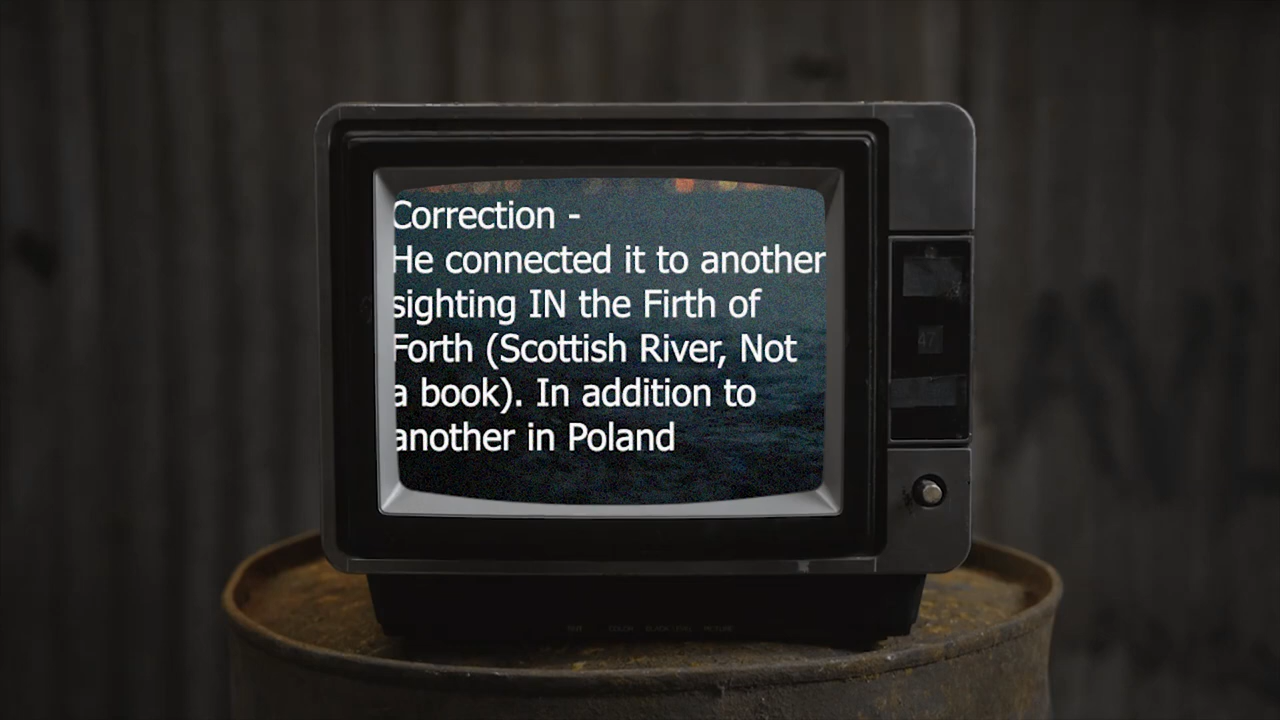 Correction -
He connected it to another
sighting IN the Firth of
Forth (Scottish River, Not
a book). In addition to
another in Poland
47